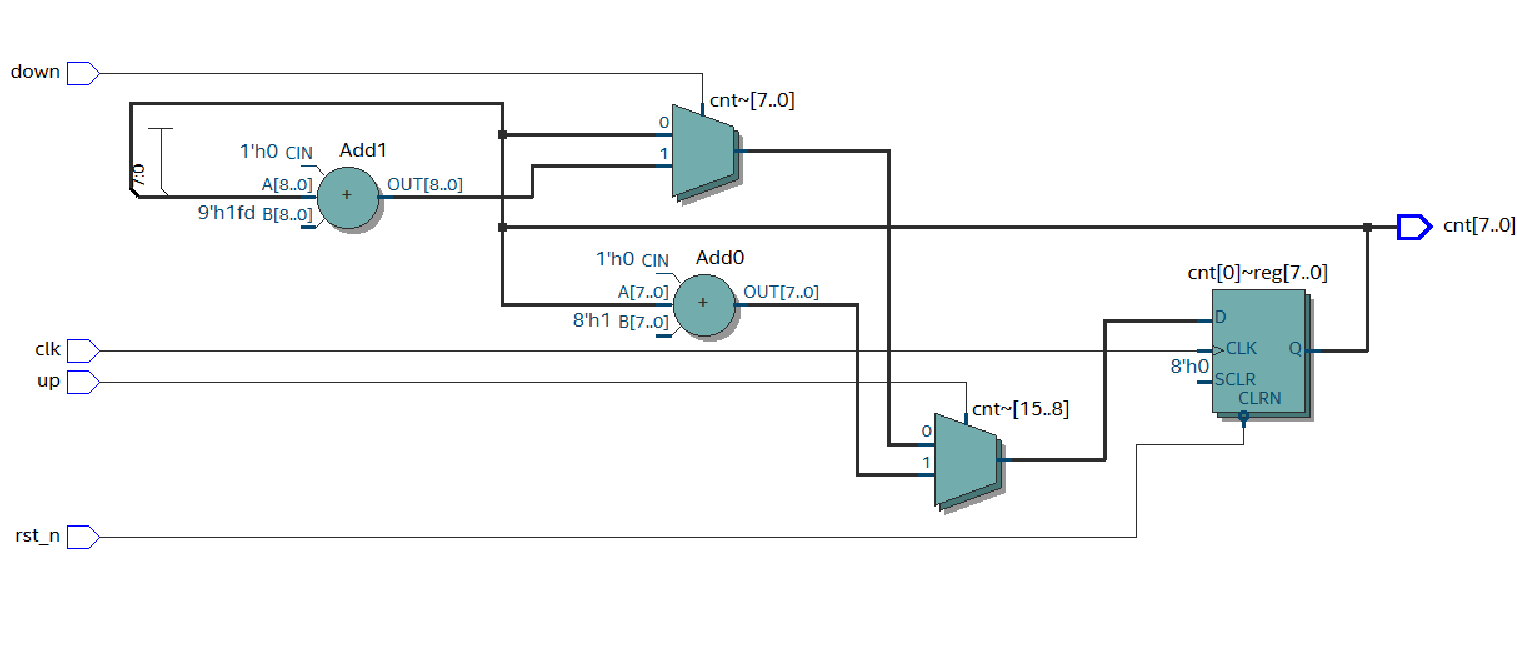 down
cnt~[7..0]
0
1
1'h0 CIN
Add1
7:0
A[8..0]
+
OUT[8..0]
9'h1fd B[8..0]
cnt[7..0]
1'h0 CIN
Add0
A[7..0]
+
OUT[7..0]
8'h1 B[7..0]
cnt[0]~reg[7..0]
D
clk
CLK
Q
8'h0
SCLR
CLRN
up
cnt~[15..8]
0
1
rst_n